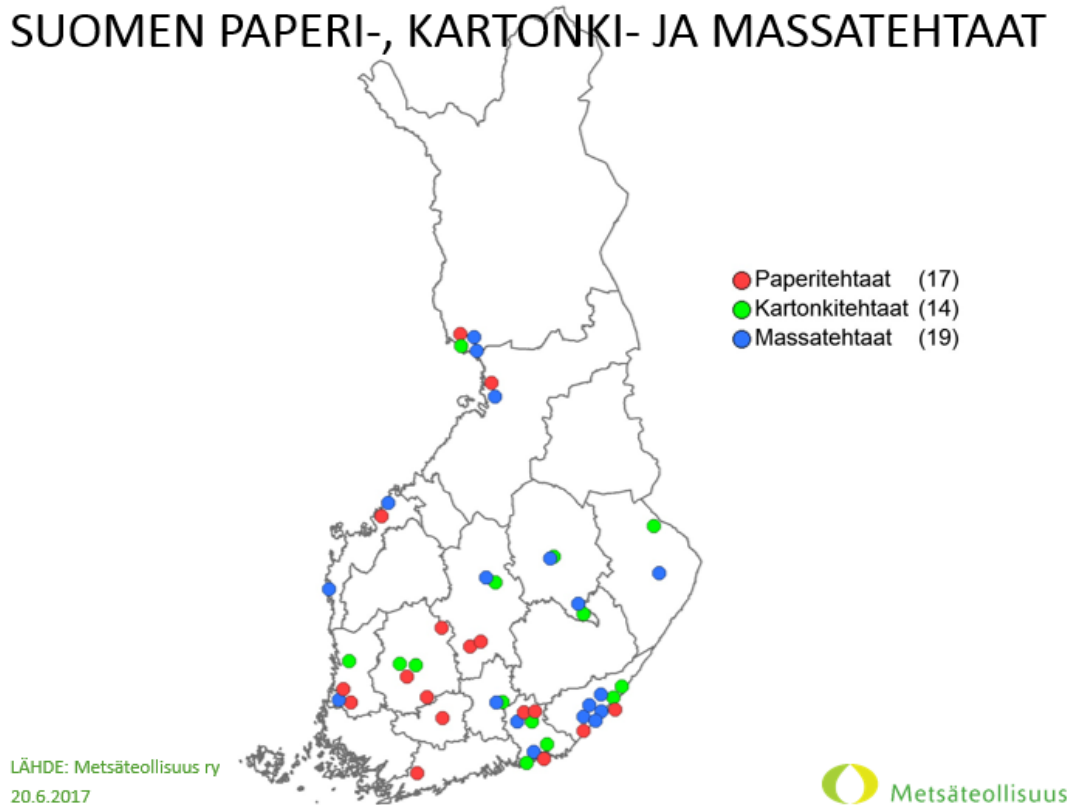 SUOMEN PAPERI-, KARTONKI- JA MASSATEHTAAT
Paperitehtaat (17)
Kartonkitehtaat (14)
Massatehtaat (19)
LÄHDE: Metsäteollisuus ry
20.6.2017
Metsäteollisuus